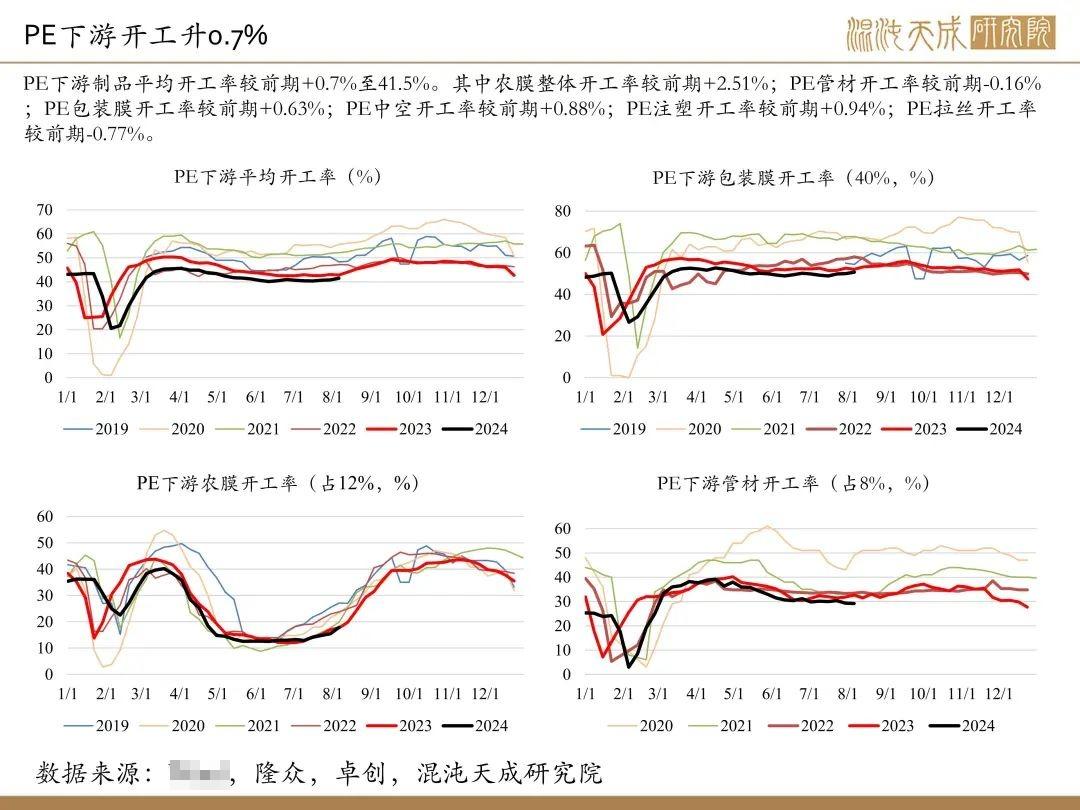 PE下游开工升0.7%
混沌天成研究院
PE下游制品平均开工率较前期+0.7%至41.5%。其中农膜整体开工率较前期+2.51%；PE管材开工率较前期-0.16%
；PE包装膜开工率较前期+0.63%；PE中空开工率较前期+0.88%；PE注塑开工率较前期+0.94%；PE拉丝开工率
较前期-0.77%。
PE下游平均开工率（%）
70
60
50
40
30
20
10
0
1/1 2/1 3/1 4/1 5/1 6/1 7/1 8/1 9/1 10/1 11/1 12/1
2019 2020 2021 2022 2023 2024
PE下游包装膜开工率（40%，%）
80
60
40
20
0
1/1 2/1 3/1 4/1 5/1 6/1 7/1 8/1 9/1 10/1 11/1 12/1
2019 2020 2021 2022 2023 2024
PE下游农膜开工率（占12%，%）
60
50
40
30
20
10
0
1/1 2/1 3/1 4/1 5/1 6/1 7/1 8/1 9/1 10/1 11/1 12/1
2019 2020 2021 2022 2023 2024
PE下游管材开工率（占8%，%）
60
50
40
30
20
10
0
1/1 2/1 3/1 4/1 5/1 6/1 7/1 8/1 9/1 10/1 11/1 12/1
2020 2021 2022 2023 2024
数据来源： ，隆众，卓创，混沌天成研究院